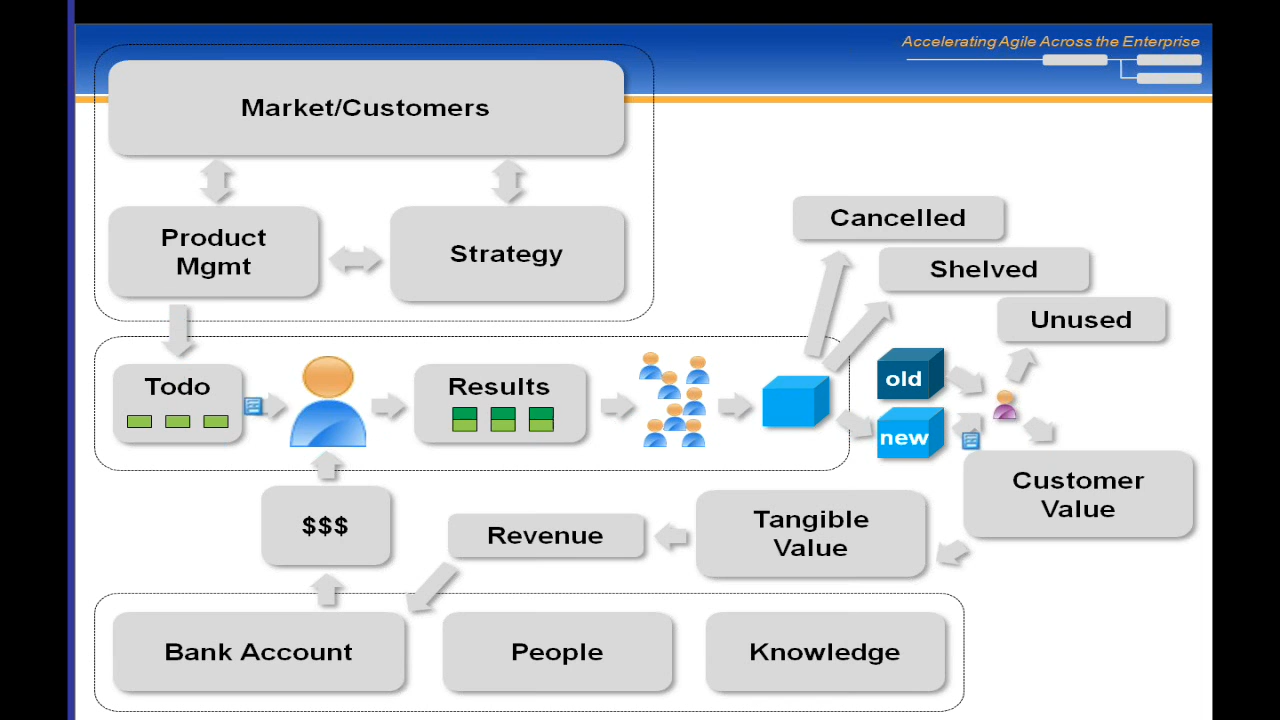 Accelerating Agile Across the Enterprise
Market/Customers
Product
Mgmt
Strategy
Cancelled
Shelved
Unused
Todo
Results
old
new
Customer
Value
$$$
Revenue
Tangible
Value
Bank Account
People
Knowledge